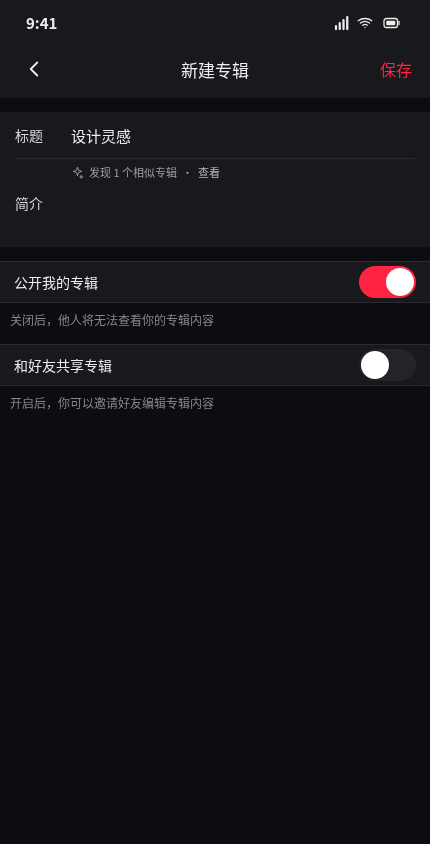 9:41
新建专辑
保存
标题 设计灵感
发现 1 个相似专辑 · 查看
简介
公开我的专辑
关闭后，他人将无法查看你的专辑内容
和好友共享专辑
开启后，你可以邀请好友编辑专辑内容